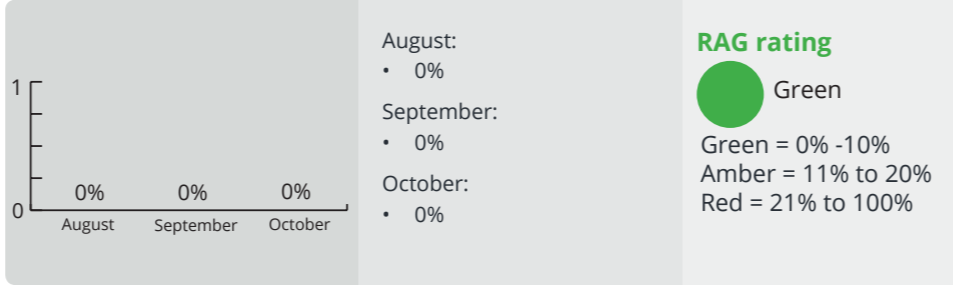 1
0
0%
0%
0%
August
September
October
August:
• 0%
September:
• 0%
October:
• 0%
RAG rating
Green
Green = 0% -10%
Amber = 11% to 20%
Red = 21% to 100%